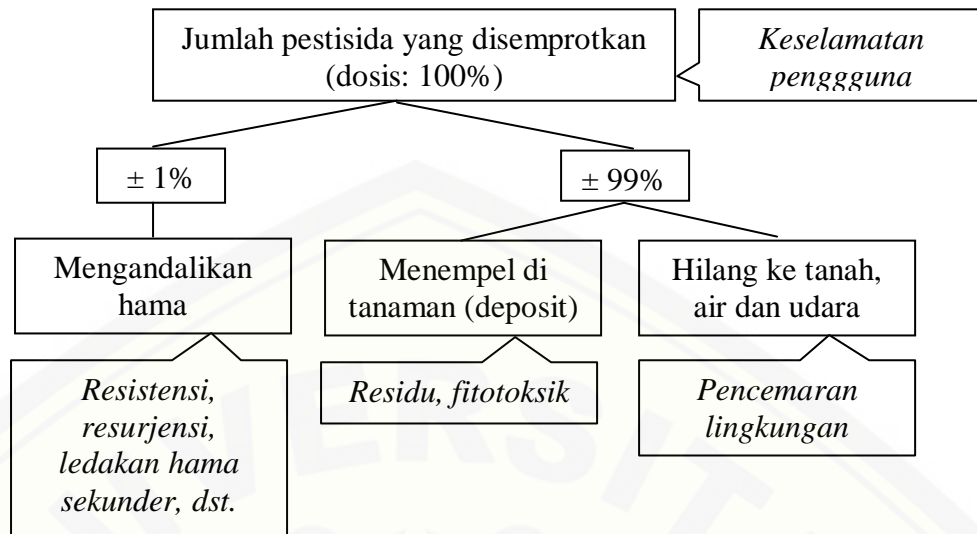 Jumlah pestisida yang disemprotkan
(dosis: 100%)
Keselamatan
penggguna
± 1%
± 99%
Mengandalikan
hama
Menempel di
tanaman (deposit)
Hilang ke tanah,
air dan udara
Resistensi,
resurjensi,
ledakan hama
sekunder, dst.
Residu, fitotoksik
Pencemaran
lingkungan